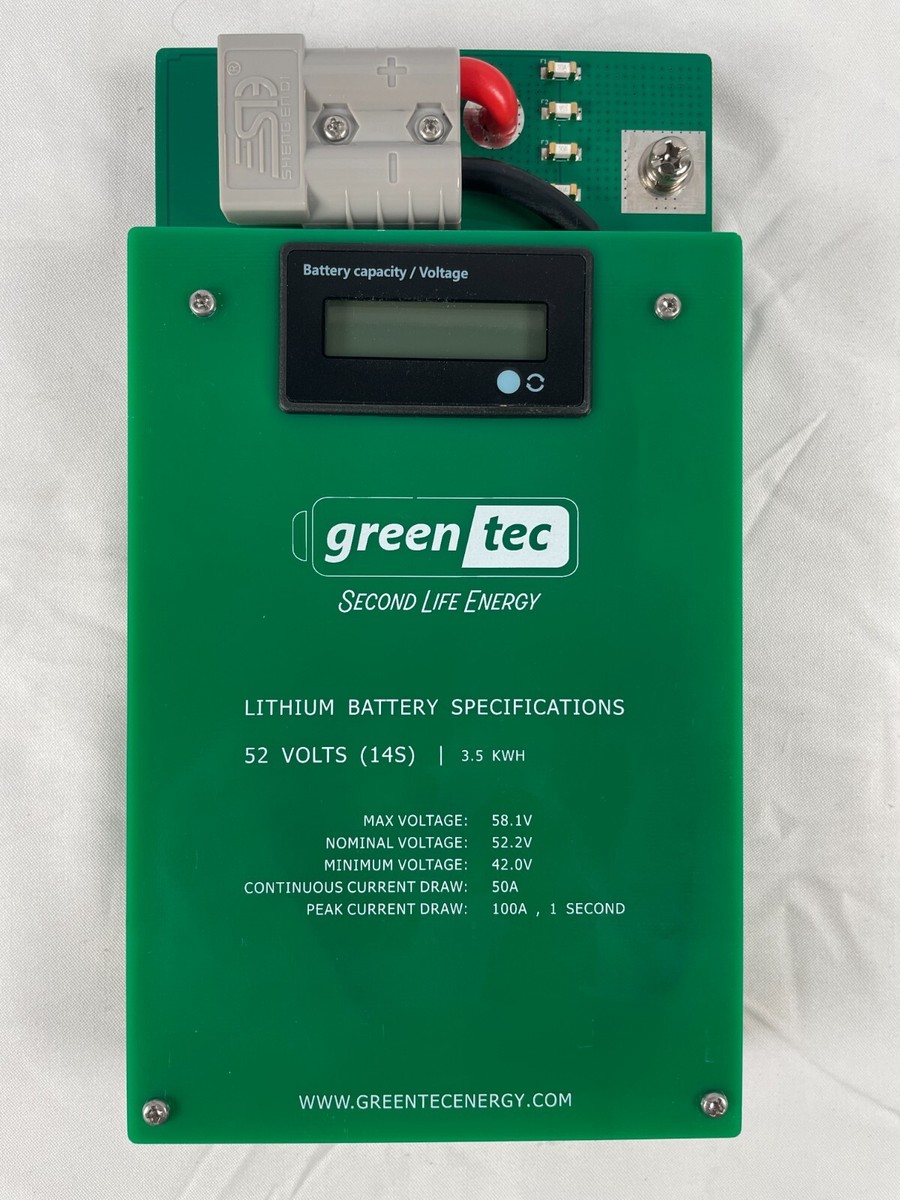 SHENGENO
®
+
−
Battery capacity / Voltage
green tec
SECOND LIFE ENERGY
LITHIUM BATTERY SPECIFICATIONS
52 VOLTS (14S) | 3.5 KWH
MAX VOLTAGE: 58.1V
NOMINAL VOLTAGE: 52.2V
MINIMUM VOLTAGE: 42.0V
CONTINUOUS CURRENT DRAW: 50A
PEAK CURRENT DRAW: 100A , 1 SECOND
WWW.GREENTECENERGY.COM